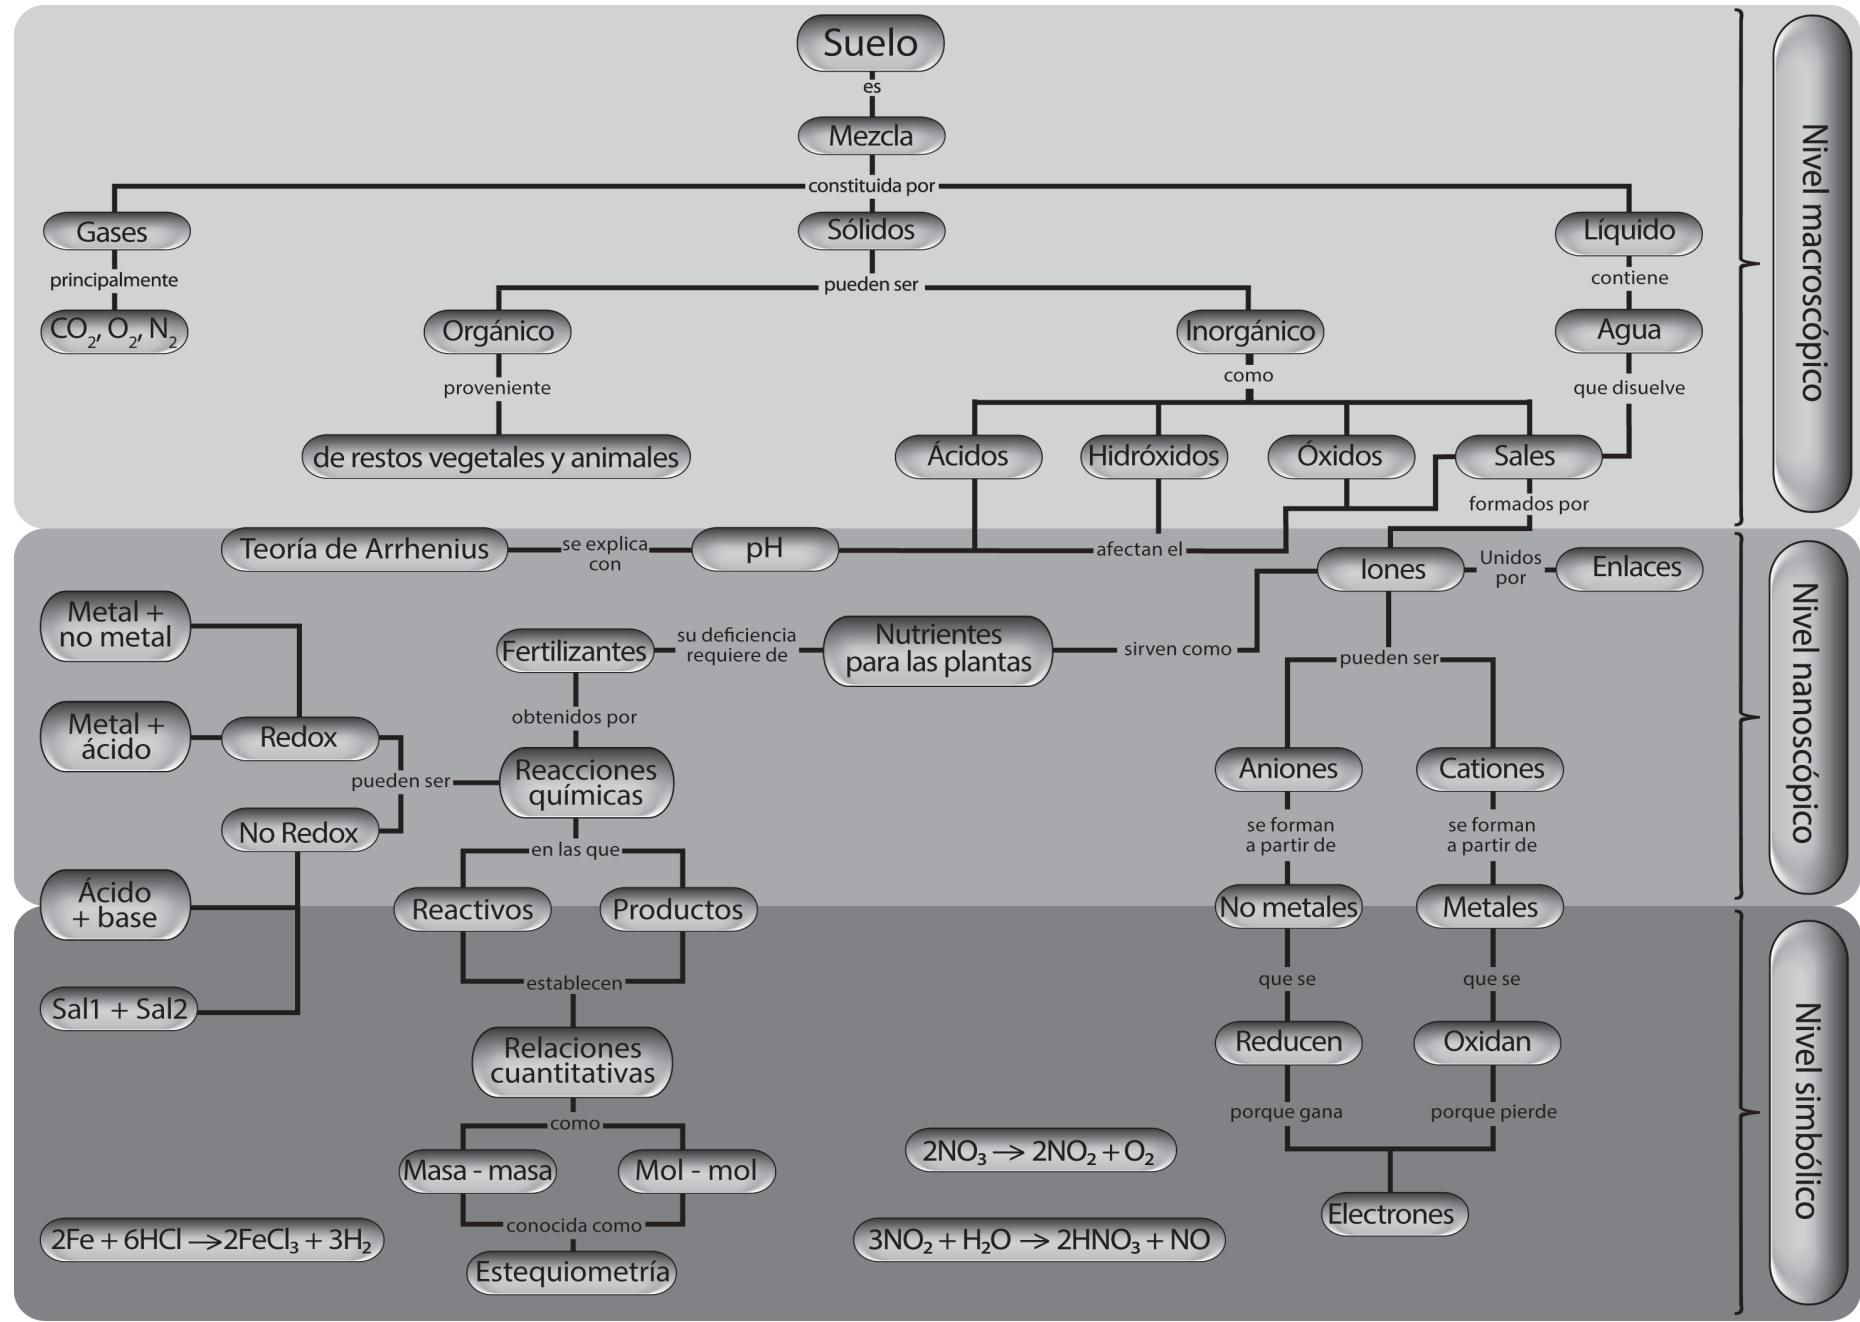 Suelo
es
Mezcla
constituida por
Gases
Sólidos
Líquido
principalmente
pueden ser
contiene
CO₂, O₂, N₂
Orgánico
Inorgánico
Agua
proveniente
como
que disuelve
de restos vegetales y animales
Ácidos
Hidróxidos
Óxidos
Sales
formados por
Nivel macroscópico
Teoría de Arrhenius
se explica
con
pH
afectan el
Iones
Unidos
por
Enlaces
Metal +
no metal
Fertilizantes
su deficiencia
requiere de
Nutrientes
para las plantas
sirven como
pueden ser
obtenidos por
Metal +
ácido
Redox
pueden ser
Reacciones
químicas
Aniones
Cationes
No Redox
en las que
se forman
a partir de
se forman
a partir de
Nivel nanoscópico
Ácido
+ base
Reactivos
Productos
No metales
Metales
establecen
que se
que se
Sal1 + Sal2
Relaciones
cuantitativas
Reducen
Oxidan
como
porque gana
porque pierde
Masa - masa
Mol - mol
2NO₃ → 2NO₂ + O₂
Electrones
conocida como
2Fe + 6HCl → 2FeCl₃ + 3H₂
3NO₂ + H₂O → 2HNO₃ + NO
Estequiometría
Nivel simbólico